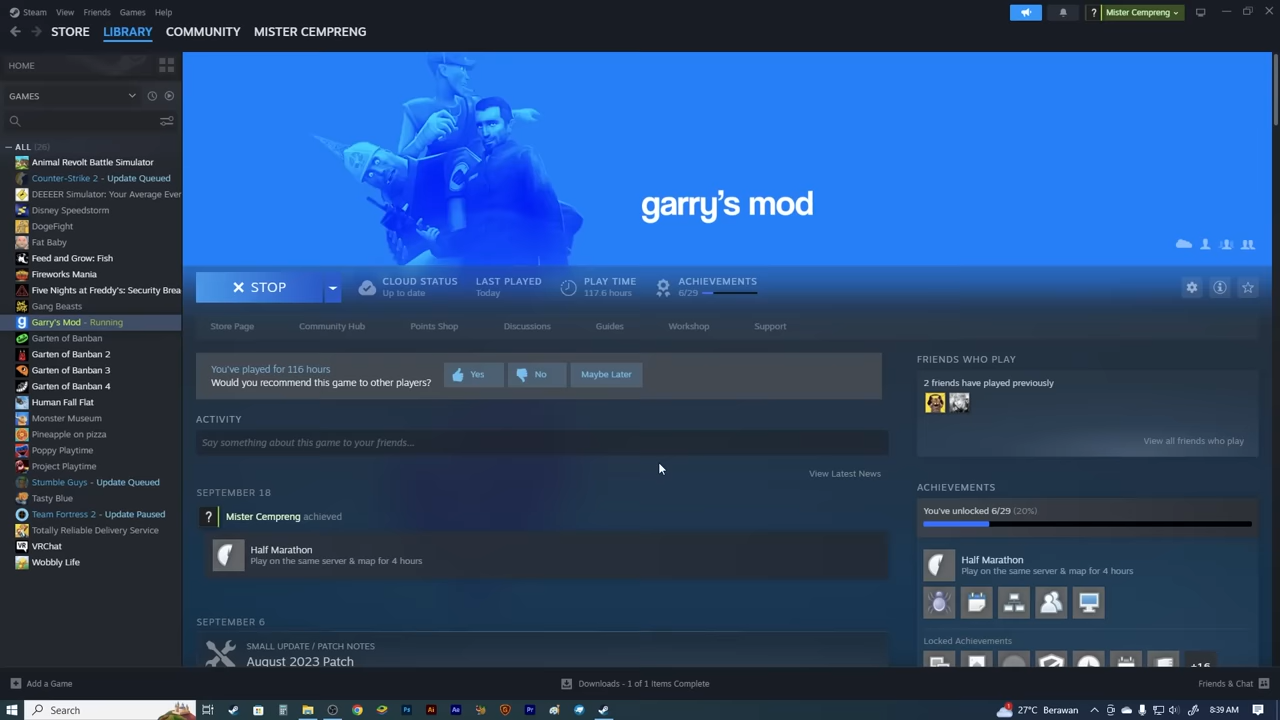 Steam View Friends Games Help
? Mister Cempreng
STORE LIBRARY COMMUNITY MISTER CEMPRENG
HOME
GAMES
ALL (26)
Animal Revolt Battle Simulator
Counter-Strike 2 - Update Queued
DEEEER Simulator: Your Average Ever
Disney Speedstorm
DogeFight
Fat Baby
Feed and Grow: Fish
Fireworks Mania
Five Nights at Freddy's: Security Brea
Gang Beasts
Garry's Mod - Running
Garten of Banban
Garten of Banban 2
Garten of Banban 3
Garten of Banban 4
Human Fall Flat
Monster Museum
Pineapple on pizza
Poppy Playtime
Project Playtime
Stumble Guys - Update Queued
Tasty Blue
Team Fortress 2 - Update Paused
Totally Reliable Delivery Service
VRChat
Wobbly Life
garry's mod
STOP
CLOUD STATUS
Up to date
LAST PLAYED
Today
PLAY TIME
117.6 hours
ACHIEVEMENTS
6/29
Store Page Community Hub Points Shop Discussions Guides Workshop Support
You've played for 116 hours
Would you recommend this game to other players?
Yes No Maybe Later
ACTIVITY
Say something about this game to your friends...
View Latest News
SEPTEMBER 18
? Mister Cempreng achieved
Half Marathon
Play on the same server & map for 4 hours
SEPTEMBER 6
SMALL UPDATE / PATCH NOTES
August 2023 Patch
FRIENDS WHO PLAY
2 friends have played previously
View all friends who play
ACHIEVEMENTS
You've unlocked 6/29 (20%)
Half Marathon
Play on the same server & map for 4 hours
Locked Achievements
+16
Add a Game
Downloads - 1 of 1 Items Complete
Friends & Chat
Search
Ps Ai Ae Pr
27°C Berawan
8:39 AM